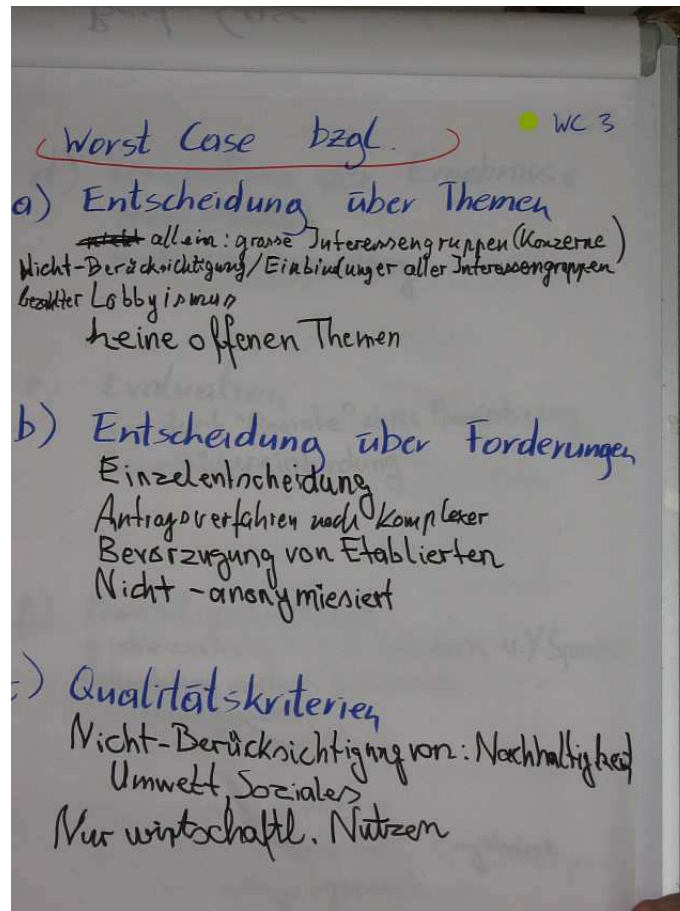 Worst Case bzgl.
WC 3
a) Entscheidung über Themen
allein: grosse Interessengruppen (Konzerne)
Nicht-Berücksichtigung/Einbindung aller Interessengruppen
bezahlter Lobbyismus
keine offenen Themen
b) Entscheidung über Forderungen
Einzelentscheidung
Antragsverfahren noch Komplexer
Bevorzugung von Etablierten
Nicht-anonymiesiert
c) Qualitätskriterien
Nicht-Berücksichtigung von: Nachhaltigkeit
Umwelt, Soziales
Nur wirtschaftl. Nutzen